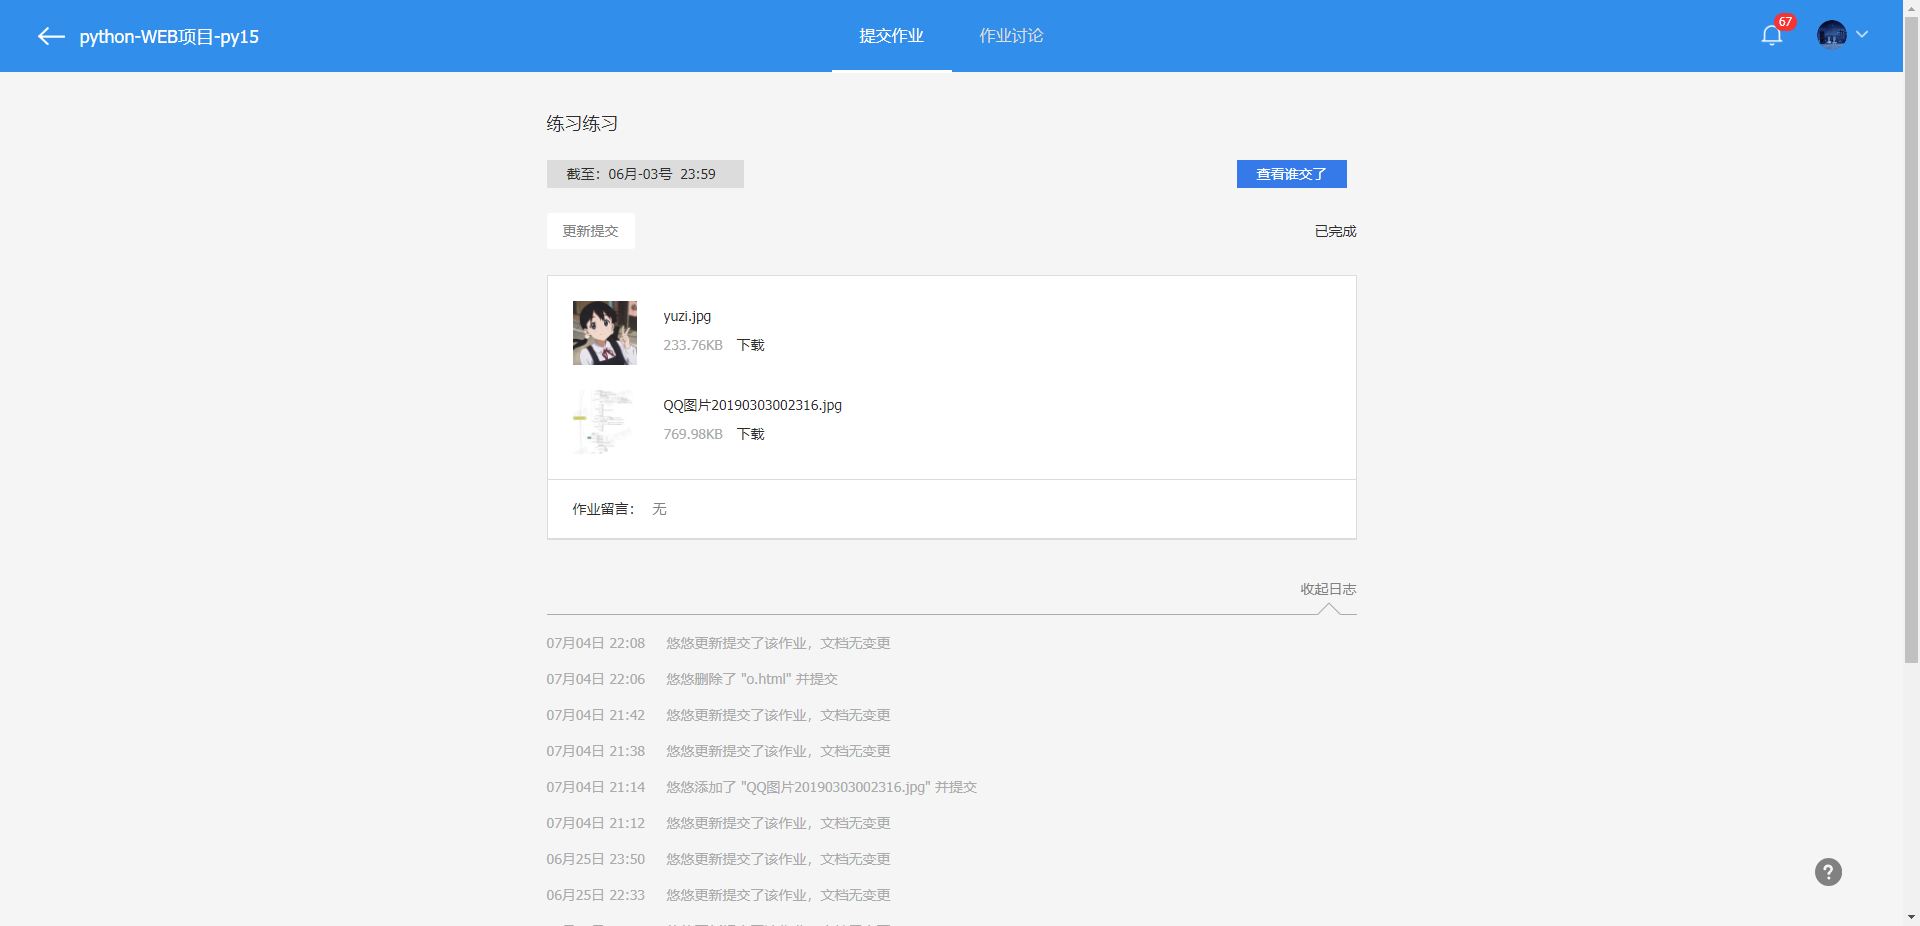 python-WEB项目-py15
提交作业
作业讨论
67
练习练习
截至：06月-03号 23:59
查看谁交了
更新提交
已完成
yuzi.jpg
233.76KB 下载
QQ图片20190303002316.jpg
769.98KB 下载
作业留言： 无
收起日志
07月04日 22:08 悠悠更新提交了该作业，文档无变更
07月04日 22:06 悠悠删除了 "o.html" 并提交
07月04日 21:42 悠悠更新提交了该作业，文档无变更
07月04日 21:38 悠悠更新提交了该作业，文档无变更
07月04日 21:14 悠悠添加了 "QQ图片20190303002316.jpg" 并提交
07月04日 21:12 悠悠更新提交了该作业，文档无变更
06月25日 23:50 悠悠更新提交了该作业，文档无变更
06月25日 22:33 悠悠更新提交了该作业，文档无变更
?